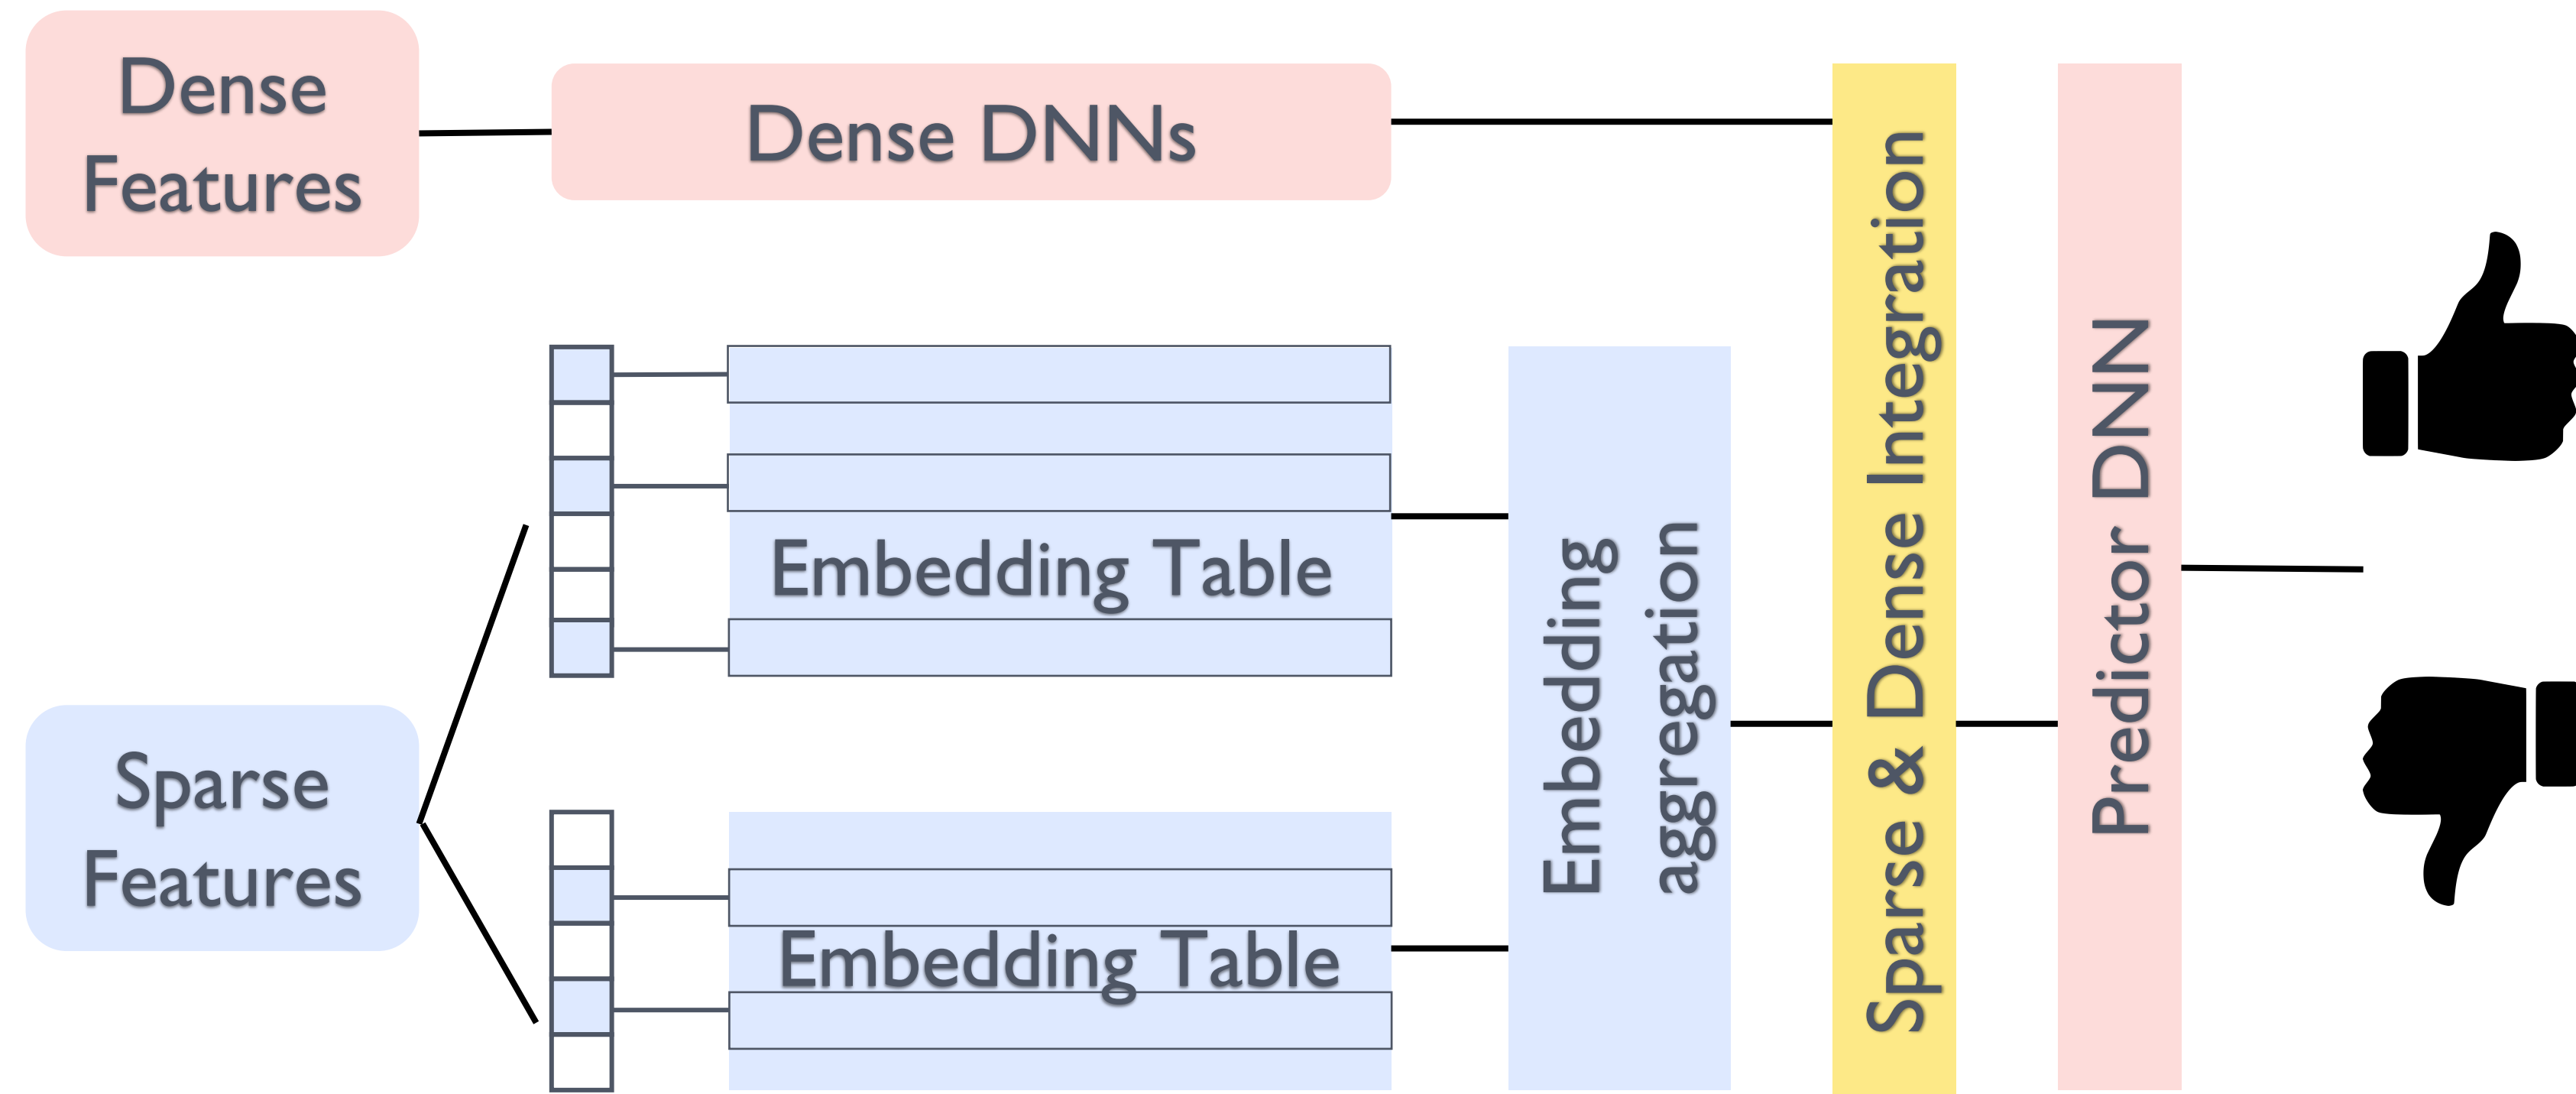 Dense
Features
Dense DNNs
Sparse
Features
Embedding Table
Embedding Table
Embedding
aggregation
Sparse & Dense Integration
Predictor DNN